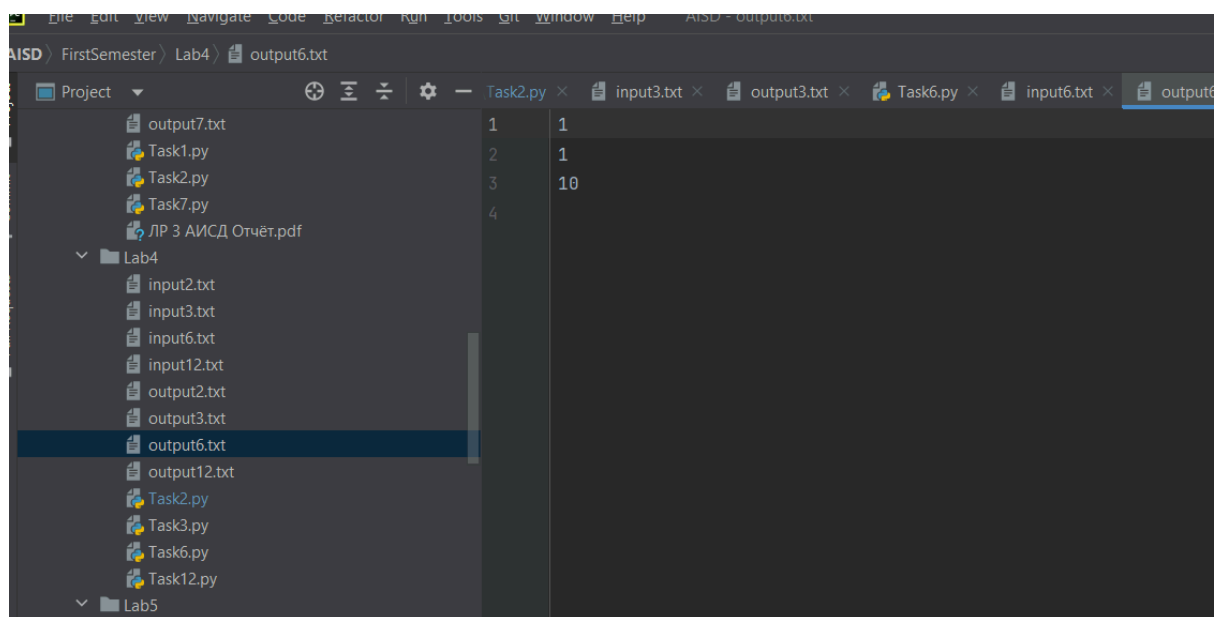 File Edit View Navigate Code Refactor Run Tools Git Window Help AISD - output6.txt
AISD FirstSemester Lab4 output6.txt
Project Task2.py input3.txt output3.txt Task6.py input6.txt output6
output7.txt
Task1.py
Task2.py
Task7.py
ЛР 3 АИСД Отчёт.pdf
Lab4
input2.txt
input3.txt
input6.txt
input12.txt
output2.txt
output3.txt
output6.txt
output12.txt
Task2.py
Task3.py
Task6.py
Task12.py
Lab5
1 1
2 1
3 10
4